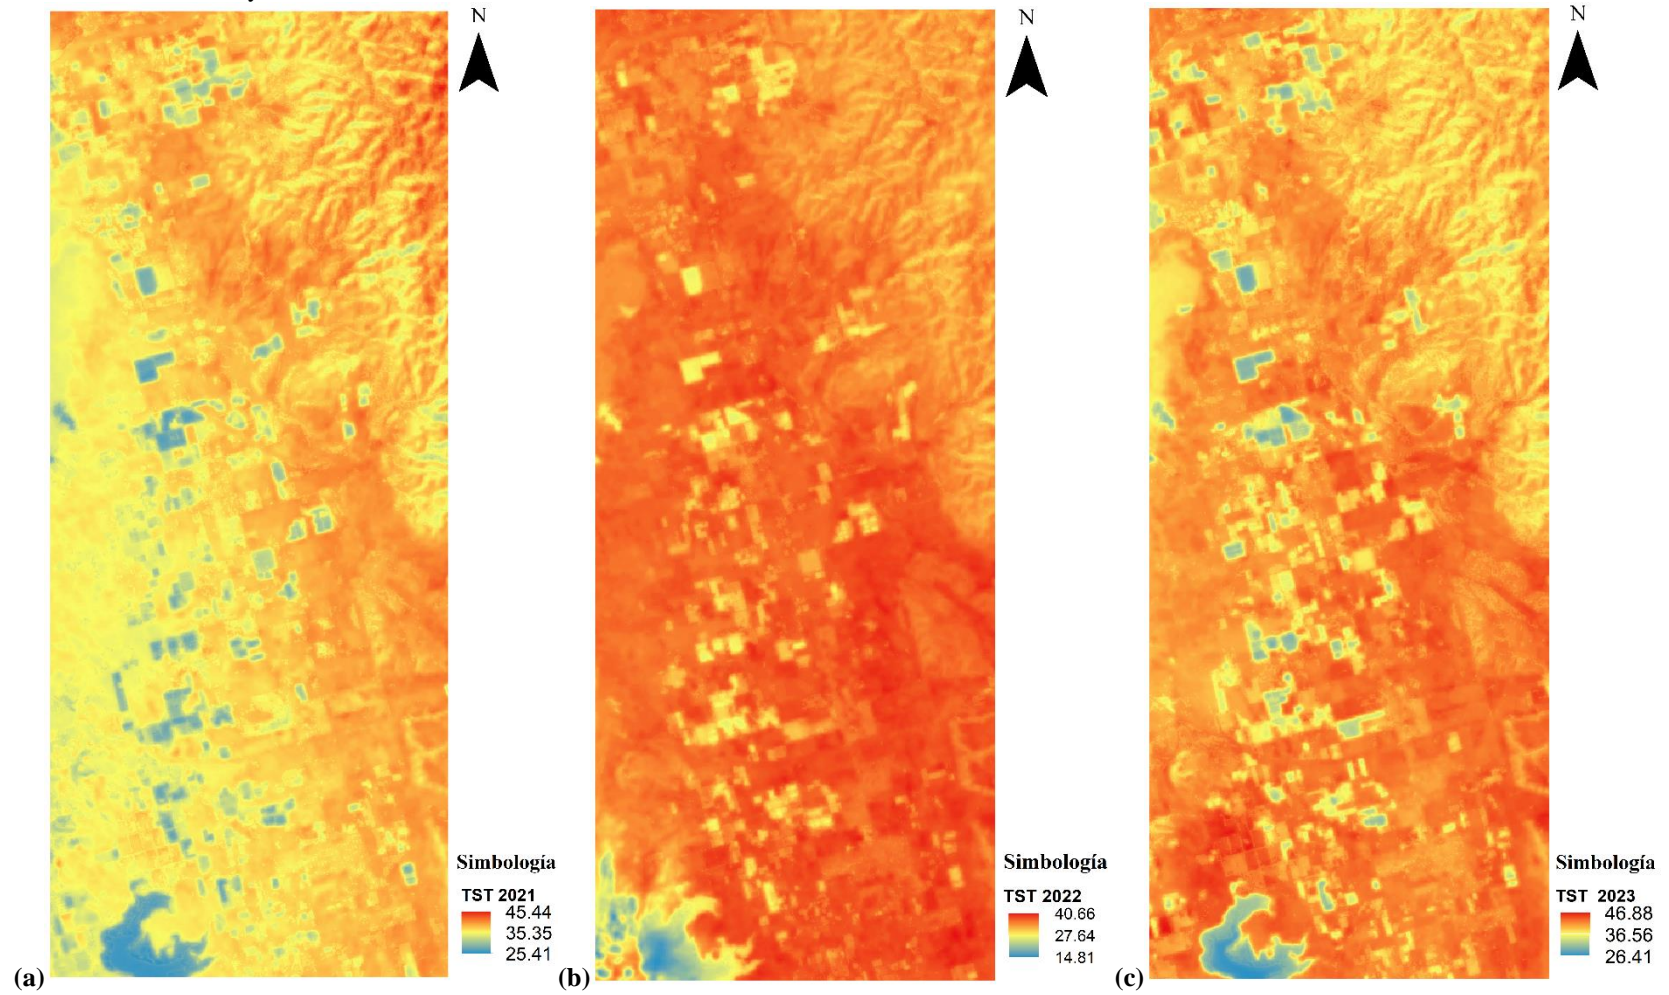 N
N
N
Simbología
TST 2021
45.44
35.35
25.41
(a)
Simbología
TST 2022
40.66
27.64
14.81
(b)
Simbología
TST 2023
46.88
36.56
26.41
(c)